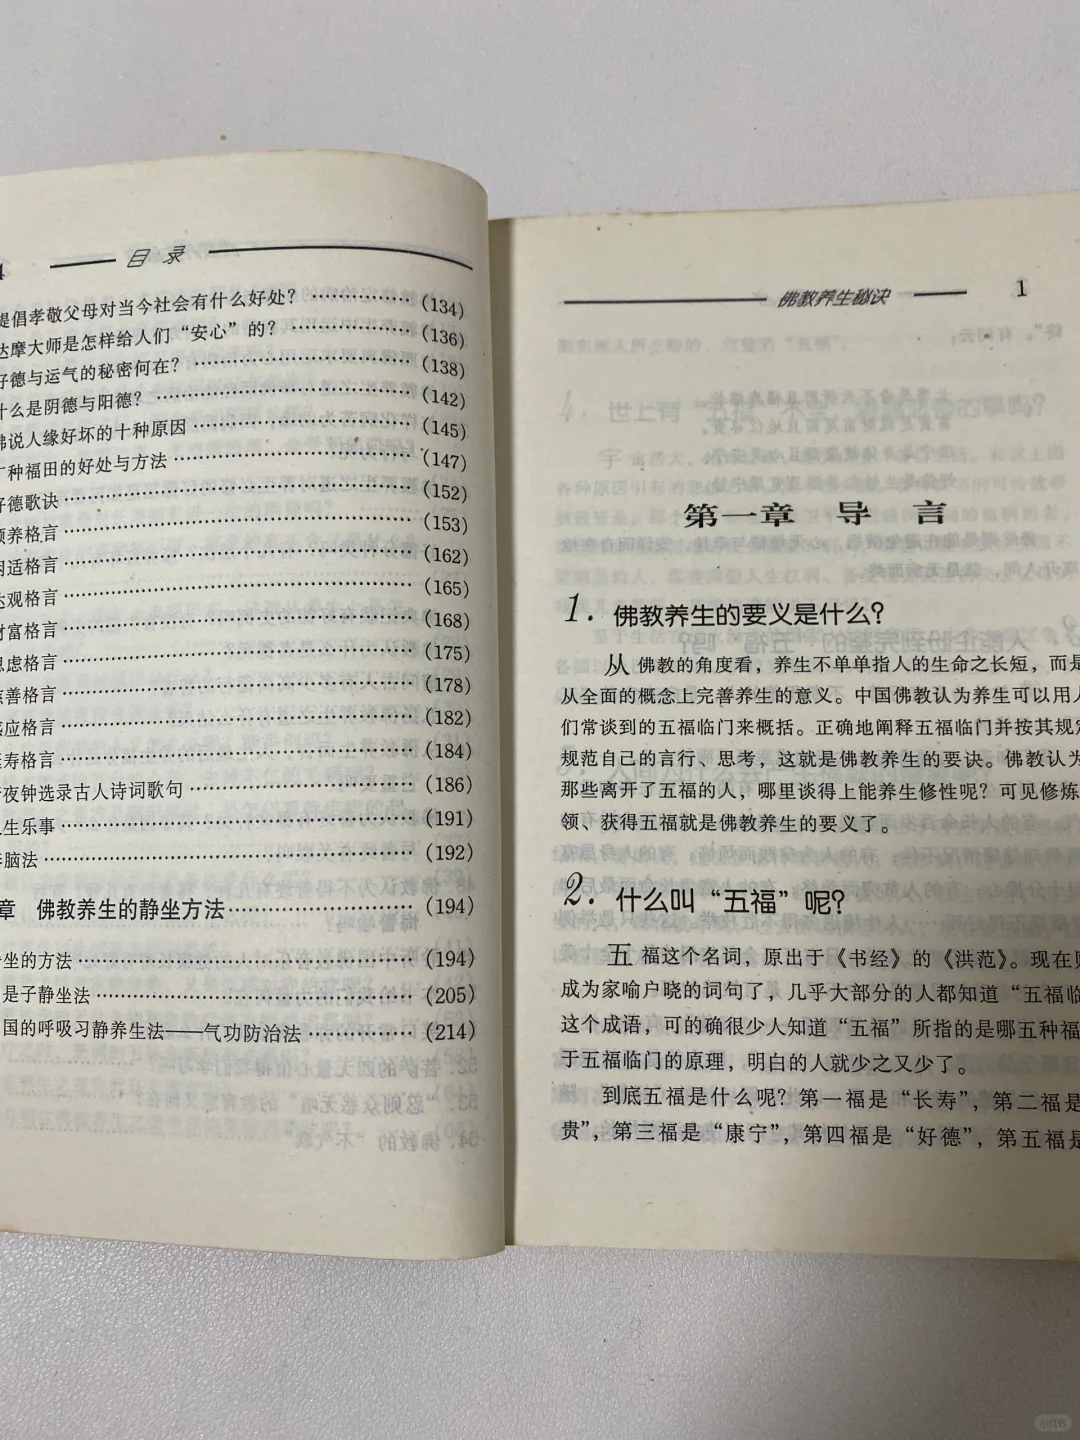 4
目录
提倡孝敬父母对当今社会有什么好处？……………(134)
达摩大师是怎样给人们“安心”的？……………(136)
好德与运气的秘密何在？……………(138)
什么是阴德与阳德？……………(142)
佛说人缘好坏的十种原因……………(145)
广种福田的好处与方法……………(147)
好德歌诀……………(152)
颐养格言……………(153)
闲适格言……………(162)
达观格言……………(165)
财富格言……………(168)
思虑格言……………(175)
慈善格言……………(178)
感应格言……………(182)
延寿格言……………(184)
夜钟选录古人诗词歌句……………(186)
人生乐事……………(191)
脑法……………(192)
章 佛教养生的静坐方法……………(194)
坐的方法……………(194)
是子静坐法……………(205)
国的呼吸习静养生法——气功防治法……………(214)
佛教养生秘诀
1
第一章 导言
1. 佛教养生的要义是什么？
从佛教的角度看，养生不单单指人的生命之长短，而是
从全面的概念上完善养生的意义。中国佛教认为养生可以用人
们常谈到的五福临门来概括。正确地阐释五福临门并按其规定
规范自己的言行、思考，这就是佛教养生的要诀。佛教认为
那些离开了五福的人，哪里谈得上能养生修性呢？可见修炼
领、获得五福就是佛教养生的要义了。
2. 什么叫“五福”呢？
五福这个名词，原出于《书经》的《洪范》。现在则
成为家喻户晓的词句了，几乎大部分的人都知道“五福临
这个成语，可的确很少人知道“五福”所指的是哪五种福
于五福临门的原理，明白的人就少之又少了。
到底五福是什么呢？第一福是“长寿”，第二福是
贵”，第三福是“康宁”，第四福是“好德”，第五福是